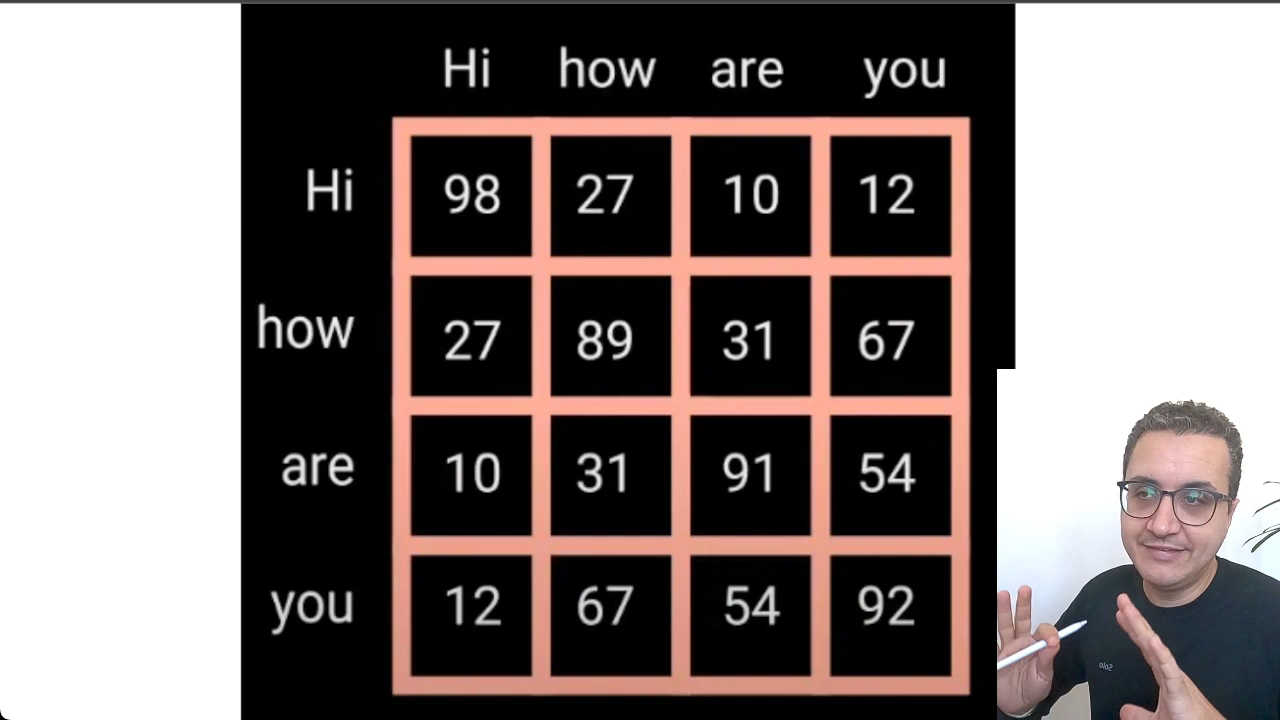 Hi how are you
Hi 98 27 10 12
how 27 89 31 67
are 10 31 91 54
you 12 67 54 92